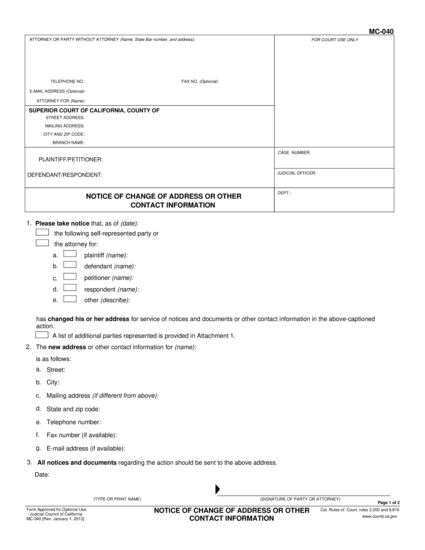 MC-040
ATTORNEY OR PARTY WITHOUT ATTORNEY (Name, State Bar number, and address):
FOR COURT USE ONLY
TELEPHONE NO.:
FAX NO. (Optional):
E-MAIL ADDRESS (Optional):
ATTORNEY FOR (Name):
SUPERIOR COURT OF CALIFORNIA, COUNTY OF
STREET ADDRESS:
MAILING ADDRESS:
CITY AND ZIP CODE:
BRANCH NAME:
CASE NUMBER:
PLAINTIFF/PETITIONER:
JUDICIAL OFFICER:
DEFENDANT/RESPONDENT:
DEPT.:
NOTICE OF CHANGE OF ADDRESS OR OTHER
CONTACT INFORMATION
1. Please take notice that, as of (date):
the following self-represented party or
the attorney for:
a. plaintiff (name):
b. defendant (name):
c. petitioner (name):
d. respondent (name):
e. other (describe):
has changed his or her address for service of notices and documents or other contact information in the above-captioned
action.
A list of additional parties represented is provided in Attachment 1.
2. The new address or other contact information for (name):
is as follows:
a. Street:
b. City:
c. Mailing address (if different from above):
d. State and zip code:
e. Telephone number:
f. Fax number (if available):
g. E-mail address (if available):
3. All notices and documents regarding the action should be sent to the above address.
Date:
(TYPE OR PRINT NAME)
(SIGNATURE OF PARTY OR ATTORNEY)
Page 1 of 2
Form Approved for Optional Use
Judicial Council of California
MC-040 [Rev. January 1, 2013]
NOTICE OF CHANGE OF ADDRESS OR OTHER
CONTACT INFORMATION
Cal. Rules of Court, rules 2.200 and 8.816
www.courts.ca.gov